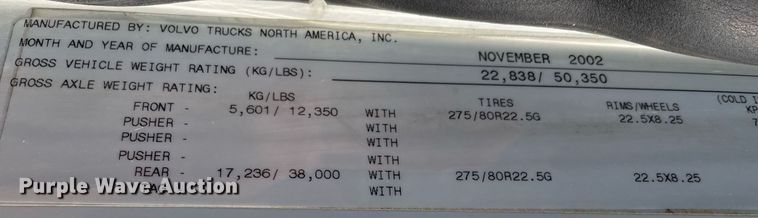 MANUFACTURED BY: VOLVO TRUCKS NORTH AMERICA, INC.
MONTH AND YEAR OF MANUFACTURE: NOVEMBER 2002
GROSS VEHICLE WEIGHT RATING (KG/LBS): 22,838/ 50,350
GROSS AXLE WEIGHT RATING:
KG/LBS TIRES RIMS/WHEELS (COLD
FRONT - 5,601/ 12,350 WITH 275/80R22.5G 22.5X8.25
PUSHER - WITH
PUSHER - WITH
PUSHER - WITH
REAR - 17,236/ 38,000 WITH 275/80R22.5G 22.5X8.25
WITH
Purple Wave Auction